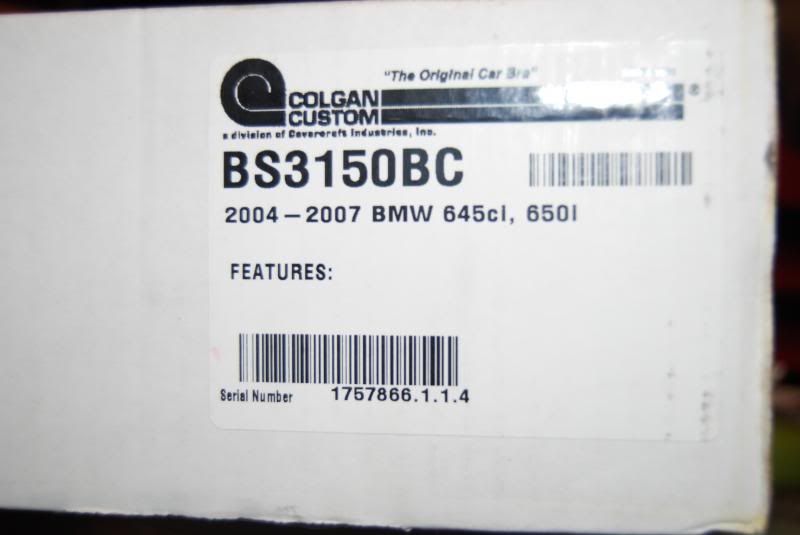 "The Original Car Bra"
COLGAN
CUSTOM
®
a division of Covercraft Industries, Inc.
BS3150BC
2004-2007 BMW 645cI, 650I
FEATURES:
Serial Number 1757866.1.1.4